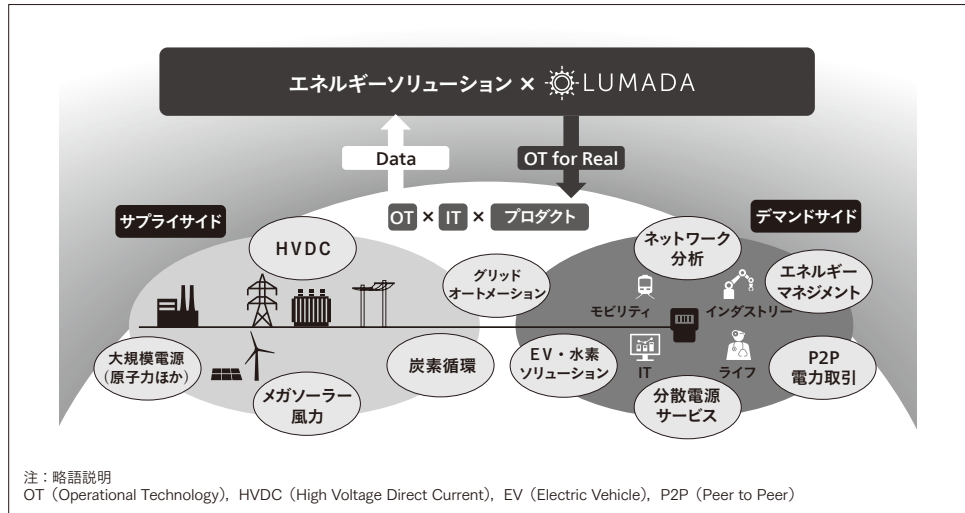 エネルギーソリューション × LUMADA
Data
OT for Real
OT × IT × プロダクト
サプライサイド
デマンドサイド
HVDC
ネットワーク
分析
グリッド
オートメーション
エネルギー
マネジメント
モビリティ
インダストリー
大規模電源
(原子力ほか)
炭素循環
EV・水素
ソリューション
IT
ライフ
P2P
電力取引
メガソーラー
風力
分散電源
サービス
注：略語説明
OT（Operational Technology），HVDC（High Voltage Direct Current），EV（Electric Vehicle），P2P（Peer to Peer）